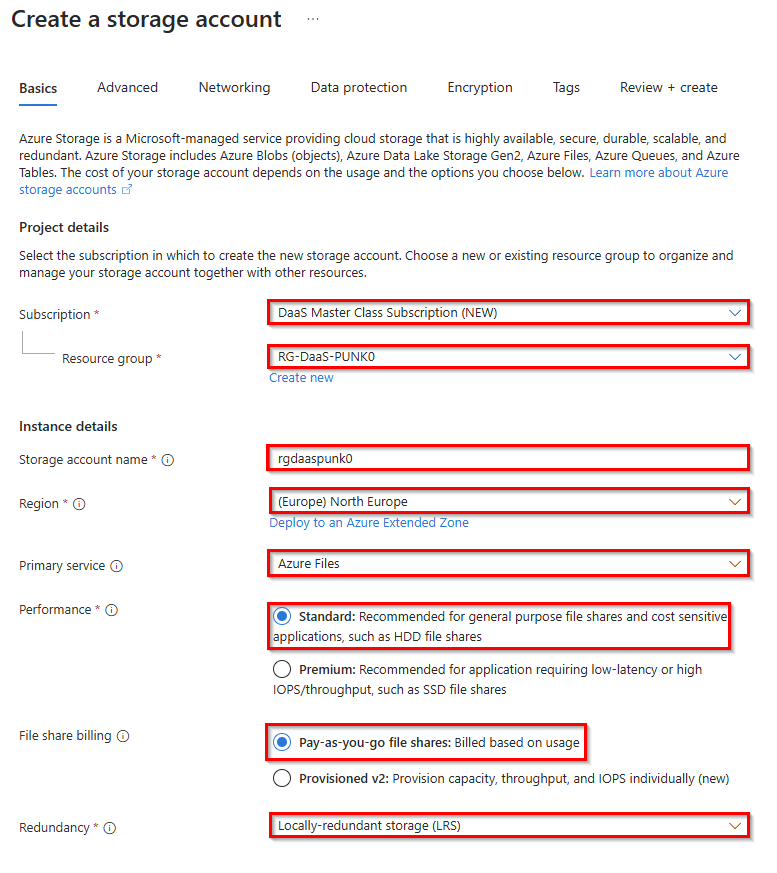 Create a storage account ...
Basics Advanced Networking Data protection Encryption Tags Review + create
Azure Storage is a Microsoft-managed service providing cloud storage that is highly available, secure, durable, scalable, and
redundant. Azure Storage includes Azure Blobs (objects), Azure Data Lake Storage Gen2, Azure Files, Azure Queues, and Azure
Tables. The cost of your storage account depends on the usage and the options you choose below. Learn more about Azure
storage accounts
Project details
Select the subscription in which to create the new storage account. Choose a new or existing resource group to organize and
manage your storage account together with other resources.
Subscription * DaaS Master Class Subscription (NEW)
Resource group * RG-DaaS-PUNK0
Create new
Instance details
Storage account name * rgdaaspunk0
Region * (Europe) North Europe
Deploy to an Azure Extended Zone
Primary service Azure Files
Performance * Standard: Recommended for general purpose file shares and cost sensitive
applications, such as HDD file shares
Premium: Recommended for application requiring low-latency or high
IOPS/throughput, such as SSD file shares
File share billing Pay-as-you-go file shares: Billed based on usage
Provisioned v2: Provision capacity, throughput, and IOPS individually (new)
Redundancy * Locally-redundant storage (LRS)